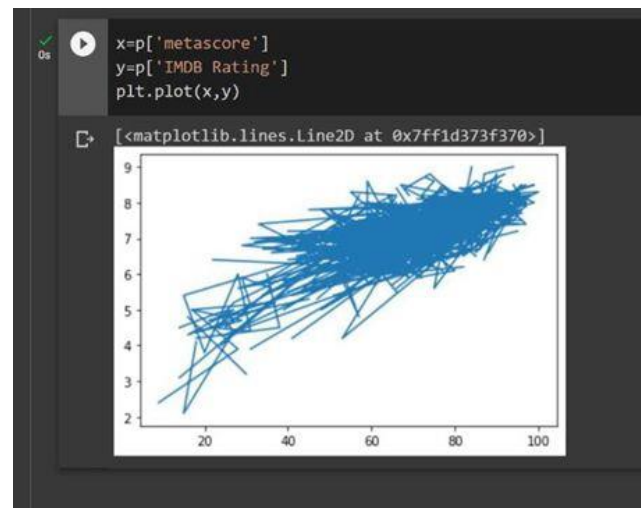 0s
x=p['metascore']
y=p['IMDB Rating']
plt.plot(x,y)
[<matplotlib.lines.Line2D at 0x7ff1d373f370>]
9
8
7
6
5
4
3
2
20 40 60 80 100